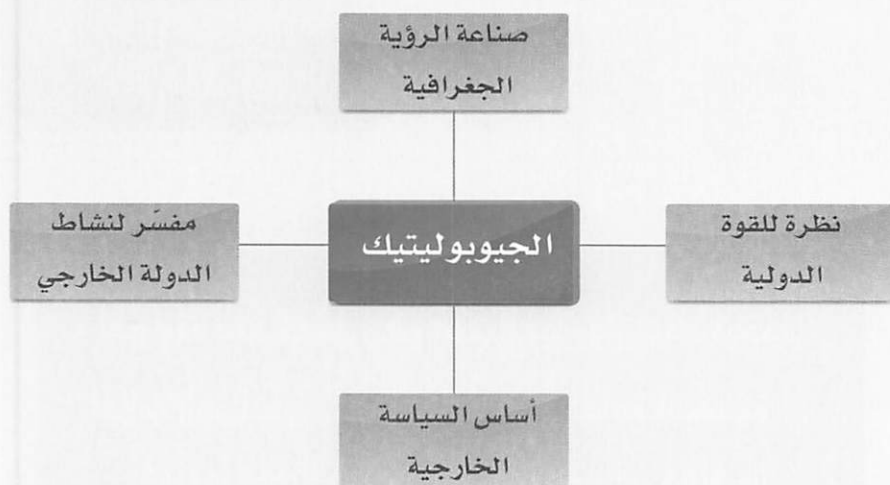 صناعة الرؤية
الجغرافية
نظرة للقوة
الدولية
الجيوبوليتيك
مفسّر لنشاط
الدولة الخارجي
أساس السياسة
الخارجية